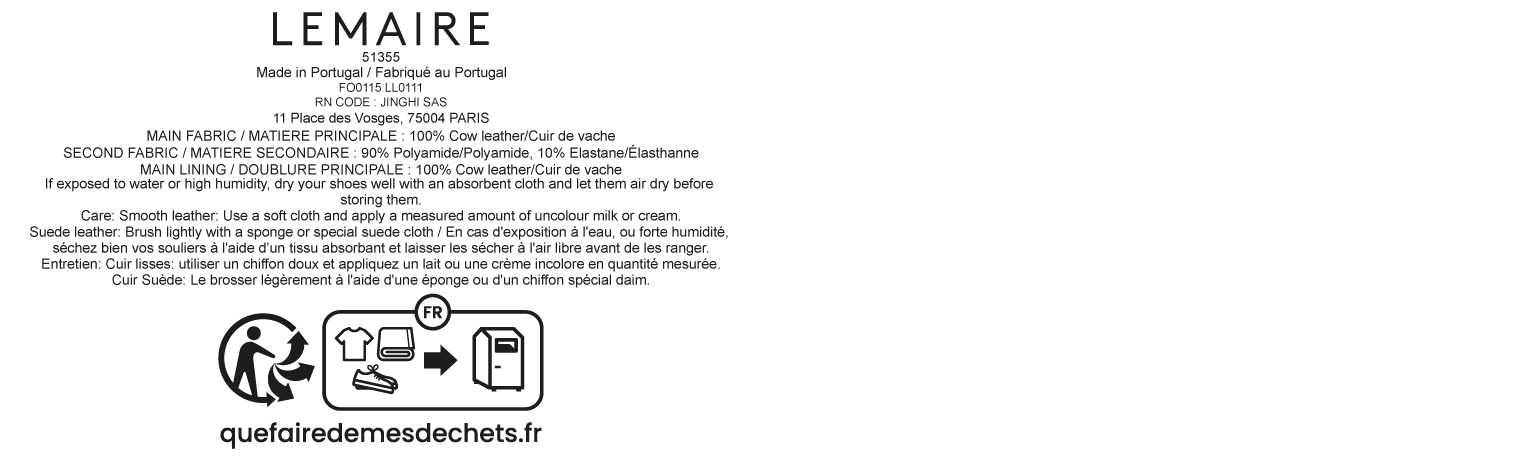 LEMAIRE
51355
Made in Portugal / Fabriqué au Portugal
FO0115 LL0111
RN CODE : JINGHI SAS
11 Place des Vosges, 75004 PARIS
MAIN FABRIC / MATIERE PRINCIPALE : 100% Cow leather/Cuir de vache
SECOND FABRIC / MATIERE SECONDAIRE : 90% Polyamide/Polyamide, 10% Elastane/Élasthanne
MAIN LINING / DOUBLURE PRINCIPALE : 100% Cow leather/Cuir de vache
If exposed to water or high humidity, dry your shoes well with an absorbent cloth and let them air dry before
storing them.
Care: Smooth leather: Use a soft cloth and apply a measured amount of uncolour milk or cream.
Suede leather: Brush lightly with a sponge or special suede cloth / En cas d'exposition à l'eau, ou forte humidité,
séchez bien vos souliers à l'aide d’un tissu absorbant et laisser les sécher à l'air libre avant de les ranger.
Entretien: Cuir lisses: utiliser un chiffon doux et appliquez un lait ou une crème incolore en quantité mesurée.
Cuir Suède: Le brosser légèrement à l'aide d'une éponge ou d'un chiffon spécial daim.
FR
quefairedemesdechets.fr